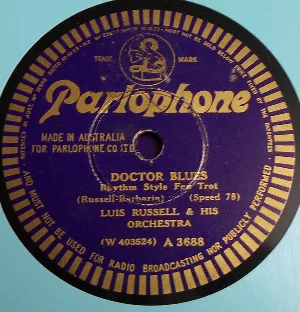 TRADE MARK
Parlophone
MADE IN AUSTRALIA
FOR PARLOPHONE CO LTD
DOCTOR BLUES
Rhythm Style Fox Trot
(Russell-Barbarin) (Speed 78)
LUIS RUSSELL & HIS
ORCHESTRA
(W 403524) A 3688
AND MUST NOT BE USED FOR RADIO BROADCASTING NOR PUBLICLY PERFORMED